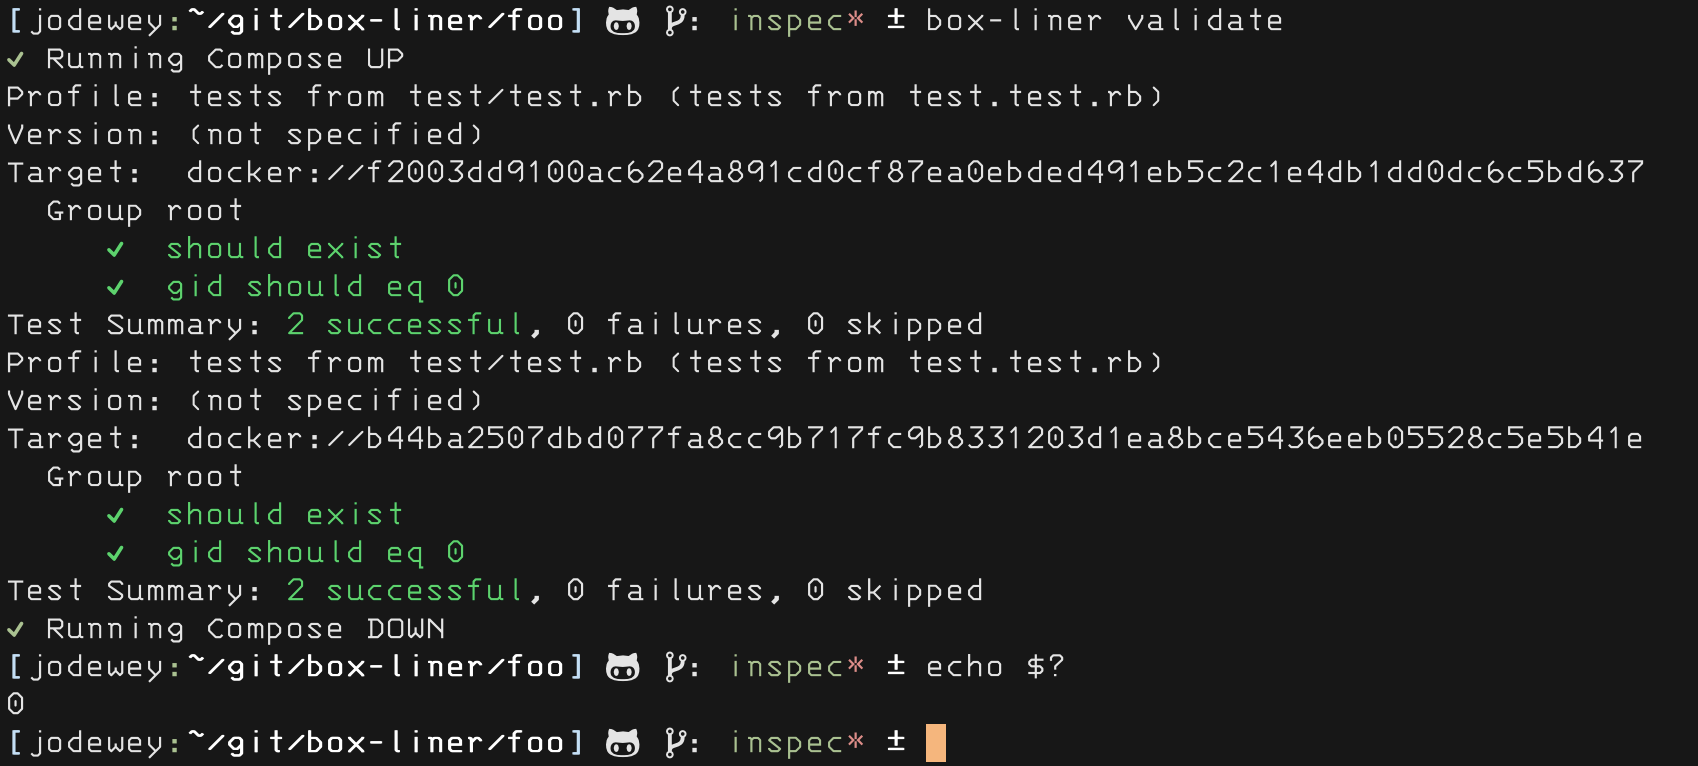 [jodewey:~/git/box-liner/foo] : inspec* ± box-liner validate
✔ Running Compose UP
Profile: tests from test/test.rb (tests from test.test.rb)
Version: (not specified)
Target:  docker://f2003dd9100ac62e4a891cd0cf87ea0ebded491eb5c2c1e4db1dd0dc6c5bd637
  Group root
     ✔  should exist
     ✔  gid should eq 0
Test Summary: 2 successful, 0 failures, 0 skipped
Profile: tests from test/test.rb (tests from test.test.rb)
Version: (not specified)
Target:  docker://b44ba2507dbd077fa8cc9b717fc9b8331203d1ea8bce5436eeb05528c5e5b41e
  Group root
     ✔  should exist
     ✔  gid should eq 0
Test Summary: 2 successful, 0 failures, 0 skipped
✔ Running Compose DOWN
[jodewey:~/git/box-liner/foo] : inspec* ± echo $?
0
[jodewey:~/git/box-liner/foo] : inspec* ±